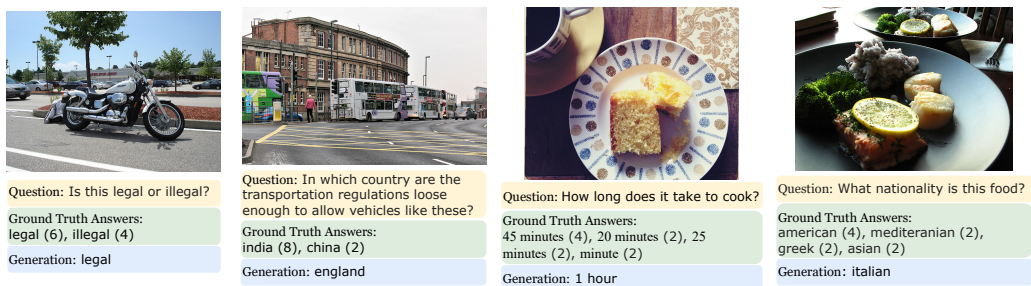 Question: Is this legal or illegal?
Ground Truth Answers:
legal (6), illegal (4)
Generation: legal
Question: In which country are the
transportation regulations loose
enough to allow vehicles like these?
Ground Truth Answers:
india (8), china (2)
Generation: england
Question: How long does it take to cook?
Ground Truth Answers:
45 minutes (4), 20 minutes (2), 25
minutes (2), minute (2)
Generation: 1 hour
Question: What nationality is this food?
Ground Truth Answers:
american (4), mediteranian (2),
greek (2), asian (2)
Generation: italian